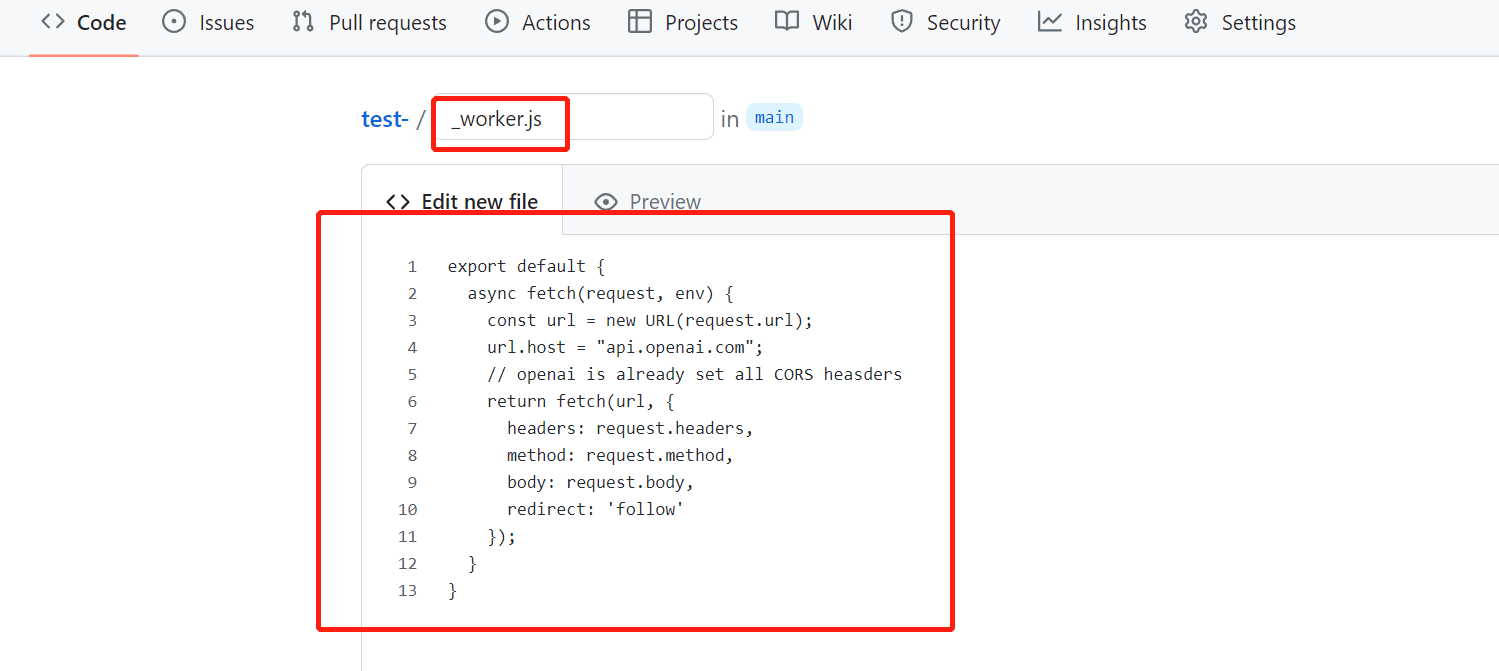 Code Issues Pull requests Actions Projects Wiki Security Insights Settings
test- / _worker.js in main
<> Edit new file Preview
1 export default {
2 async fetch(request, env) {
3 const url = new URL(request.url);
4 url.host = "api.openai.com";
5 // openai is already set all CORS heasders
6 return fetch(url, {
7 headers: request.headers,
8 method: request.method,
9 body: request.body,
10 redirect: 'follow'
11 });
12 }
13 }